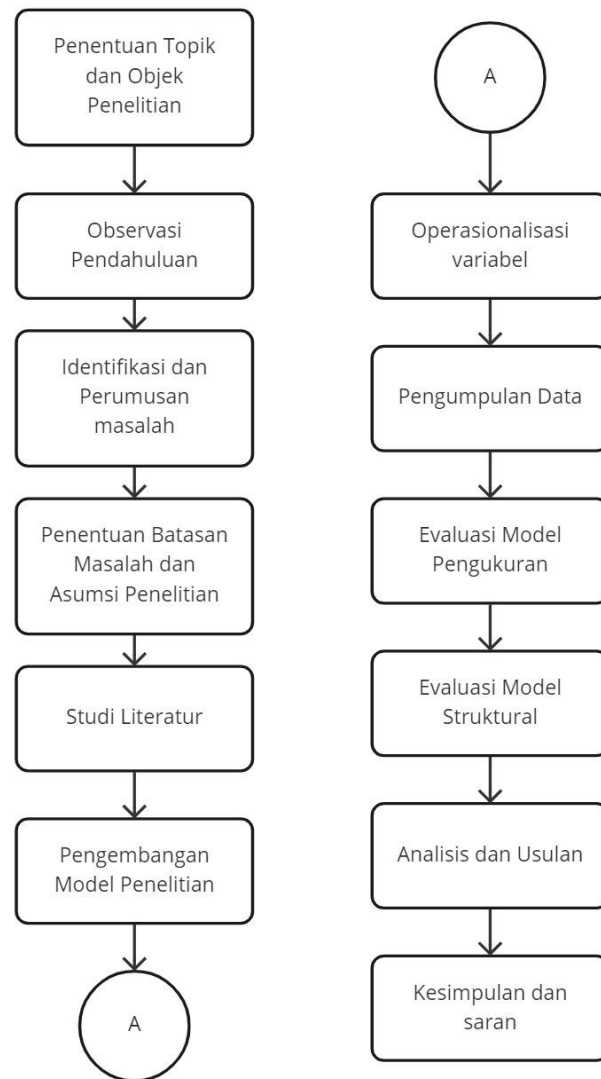 Penentuan Topik
dan Objek
Penelitian
Observasi
Pendahuluan
Identifikasi dan
Perumusan
masalah
Penentuan Batasan
Masalah dan
Asumsi Penelitian
Studi Literatur
Pengembangan
Model Penelitian
A
A
Operasionalisasi
variabel
Pengumpulan Data
Evaluasi Model
Pengukuran
Evaluasi Model
Struktural
Analisis dan Usulan
Kesimpulan dan
saran